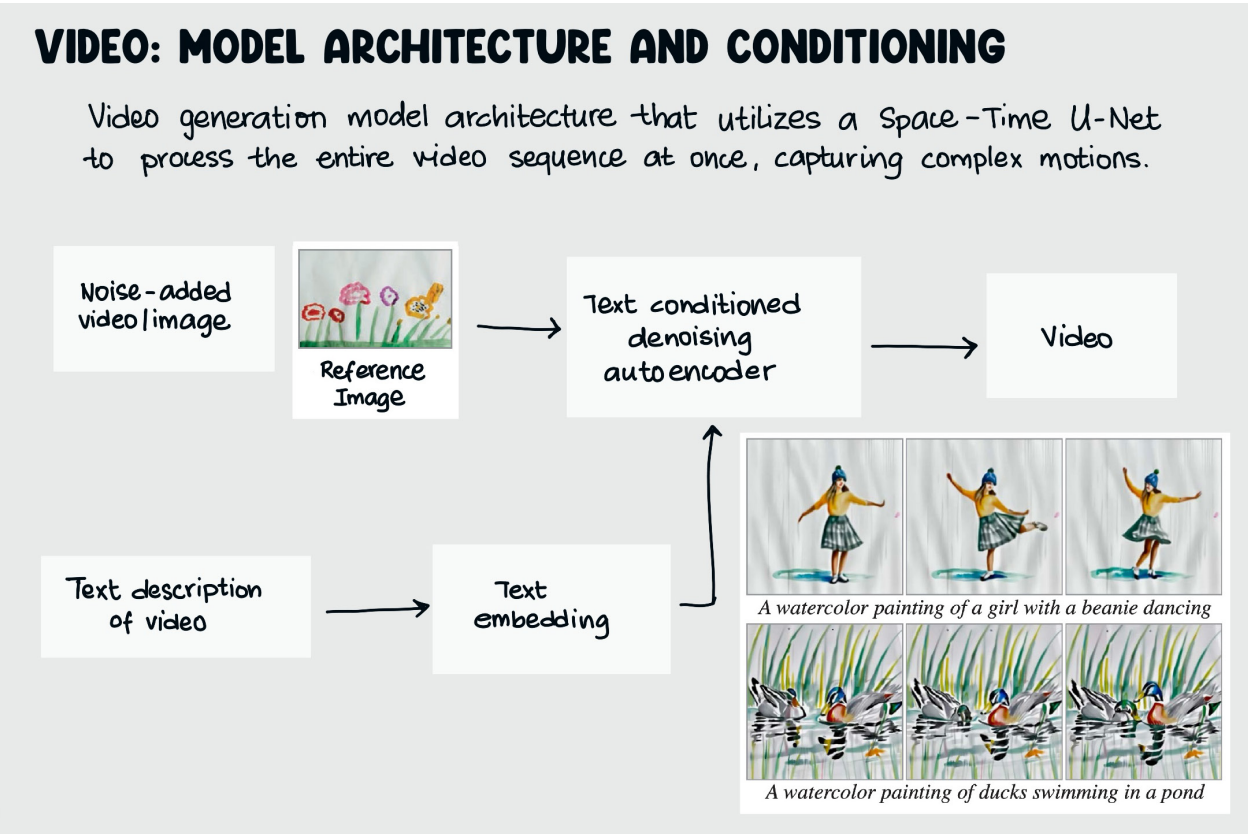 VIDEO: MODEL ARCHITECTURE AND CONDITIONING
Video generation model architecture that utilizes a Space-Time U-Net
to process the entire video sequence at once, capturing complex motions.
Noise-added
video/image
Reference
Image
Text conditioned
denoising
autoencoder
Video
Text description
of video
Text
embedding
A watercolor painting of a girl with a beanie dancing
A watercolor painting of ducks swimming in a pond